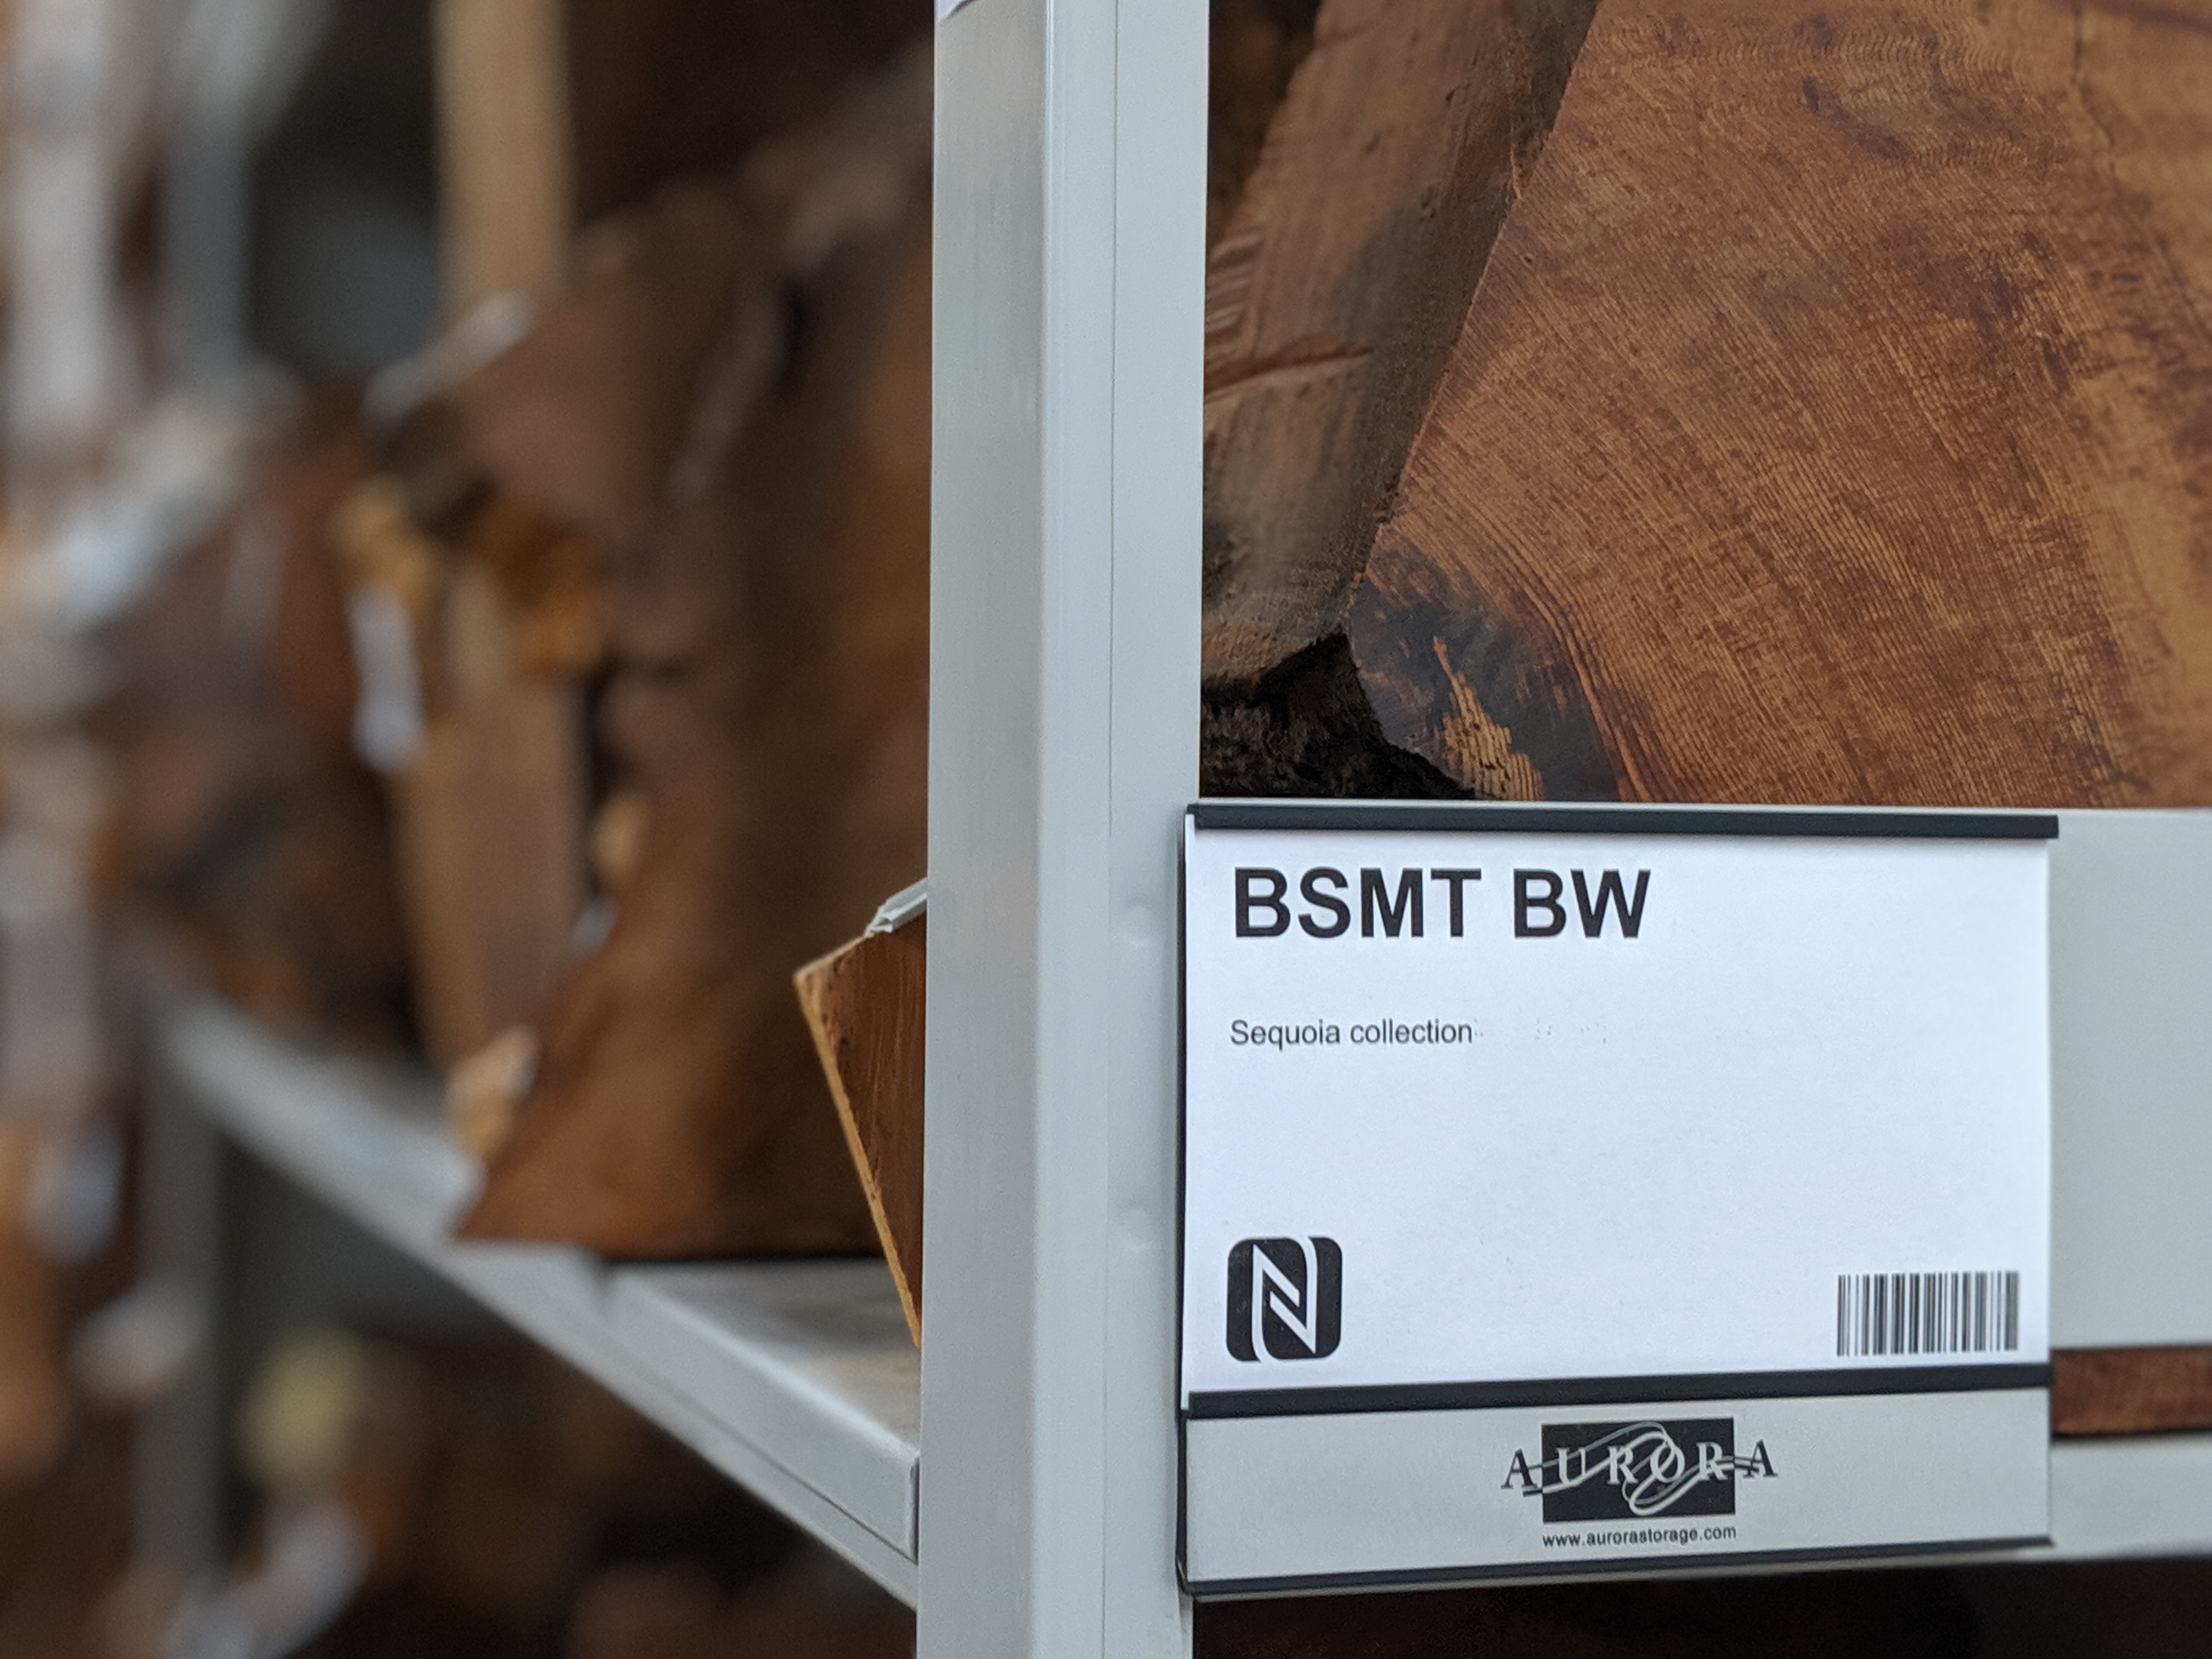 BSMT BW
Sequoia collection
AURORA
www.aurorastorage.com